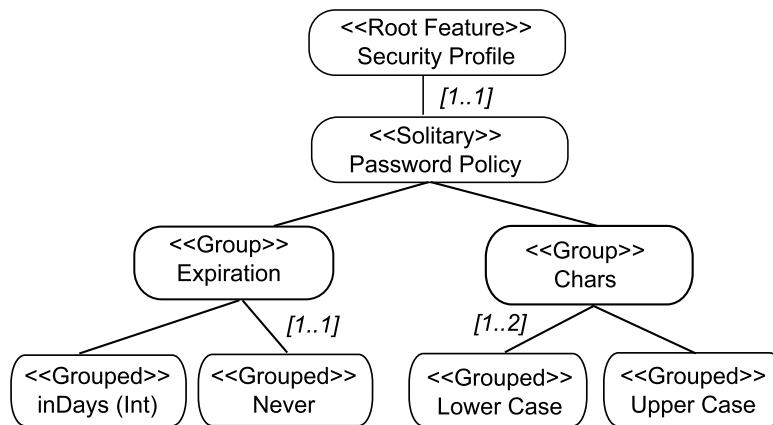 <<Root Feature>>
Security Profile
[1..1]
<<Solitary>>
Password Policy
<<Group>>
Expiration
<<Group>>
Chars
[1..1]
[1..2]
<<Grouped>>
inDays (Int)
<<Grouped>>
Never
<<Grouped>>
Lower Case
<<Grouped>>
Upper Case